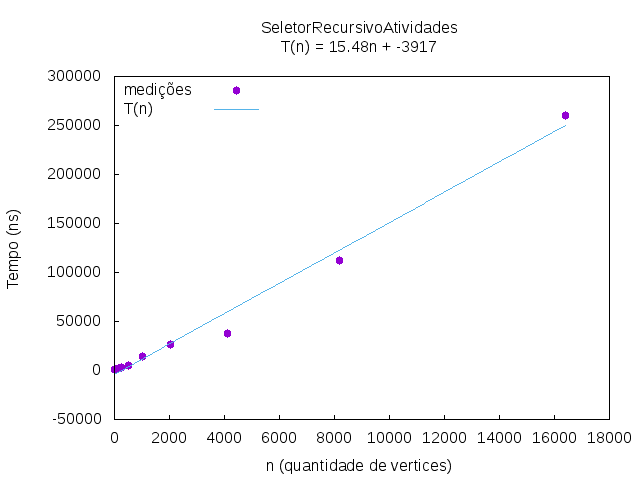 SeletorRecursivoAtividades
T(n) = 15.48n + -3917
300000
250000
200000
150000
100000
50000
0
-50000
medições
T(n)
Tempo (ns)
0 2000 4000 6000 8000 10000 12000 14000 16000 18000
n (quantidade de vertices)